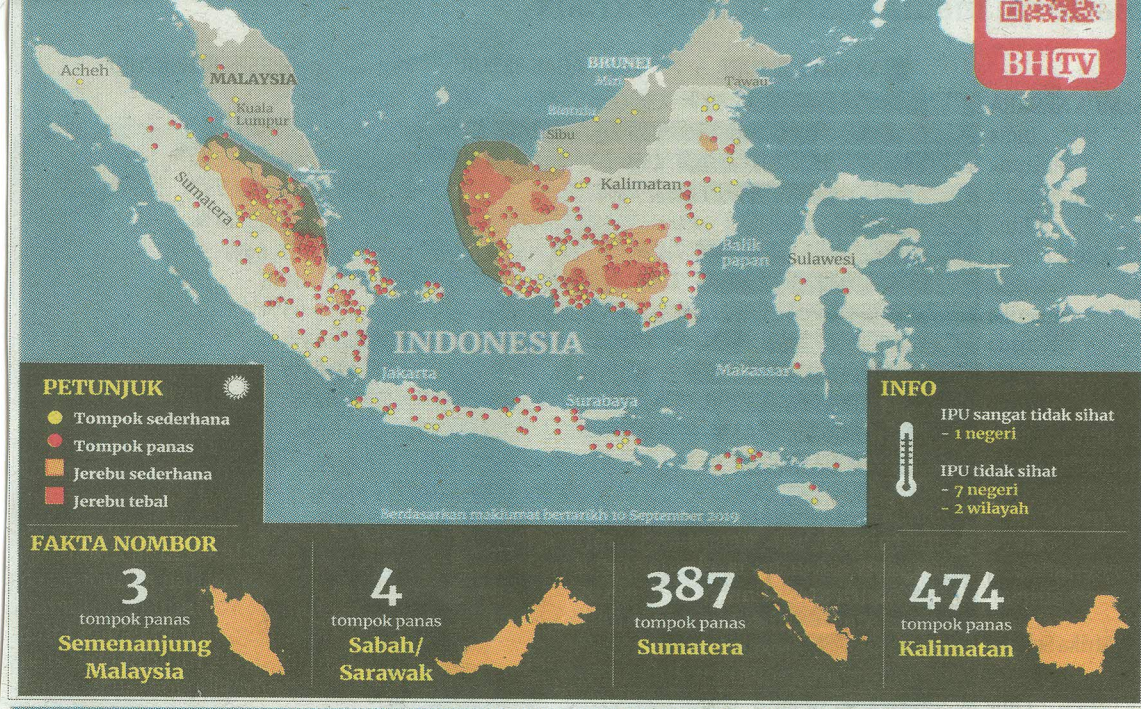 BHTV
Acheh
MALAYSIA
Kuala
Lumpur
BRUNEI
Miri
Bintulu
Sibu
Tawau
Sumatera
Kalimatan
Balik
papan
Sulawesi
INDONESIA
Jakarta
Surabaya
Makassar
Berdasarkan maklumat bertarikh 10 September 2019
PETUNJUK
Tompok sederhana
Tompok panas
Jerebu sederhana
Jerebu tebal
INFO
IPU sangat tidak sihat
- 1 negeri
IPU tidak sihat
- 7 negeri
- 2 wilayah
FAKTA NOMBOR
3
tompok panas
Semenanjung
Malaysia
4
tompok panas
Sabah/
Sarawak
387
tompok panas
Sumatera
474
tompok panas
Kalimatan